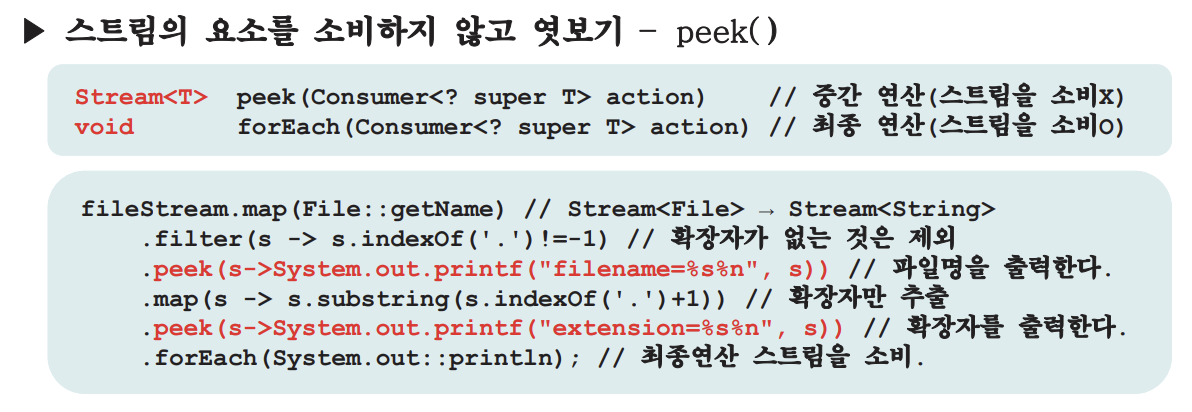 ▶ 스트림의 요소를 소비하지 않고 엿보기 - peek()
Stream<T> peek(Consumer<? super T> action) // 중간 연산(스트림을 소비X)
void forEach(Consumer<? super T> action) // 최종 연산(스트림을 소비O)
fileStream.map(File::getName) // Stream<File> → Stream<String>
.filter(s -> s.indexOf('.')!=-1) // 확장자가 없는 것은 제외
.peek(s->System.out.printf("filename=%s%n", s)) // 파일명을 출력한다.
.map(s -> s.substring(s.indexOf('.')+1)) // 확장자만 추출
.peek(s->System.out.printf("extension=%s%n", s)) // 확장자를 출력한다.
.forEach(System.out::println); // 최종연산 스트림을 소비.